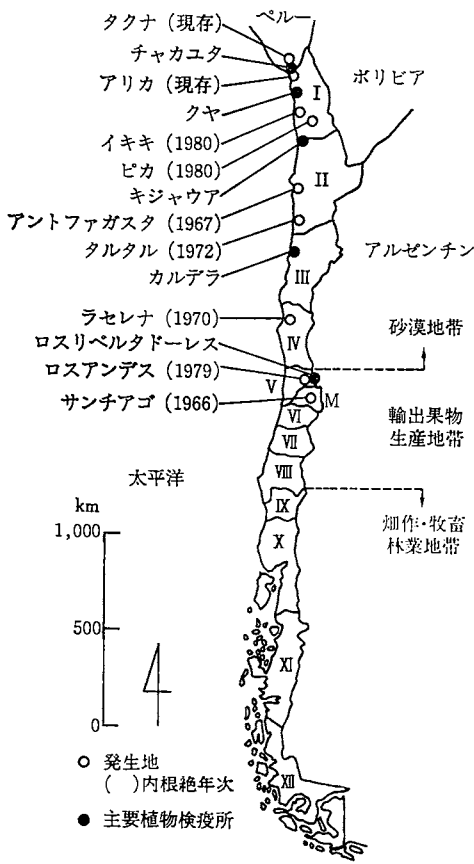 ペルー
タクナ（現存）
チャカユタ
アリカ（現存）
クヤ
イキキ（1980）
ピカ（1980）
キジャウア
アントファガスタ（1967）
タルタル（1972）
カルデラ
ラセレナ（1970）
ロスリベルタドーレス
ロスアンデス（1979）
サンチアゴ（1966）
ボリビア
アルゼンチン
砂漠地帯
輸出果物
生産地帯
畑作・牧畜
林業地帯
太平洋
I
II
III
IV
V
M
VI
VII
VIII
IX
X
XI
XII
km
1,000
500
0
○ 発生地
（ ）内根絶年次
● 主要植物検疫所